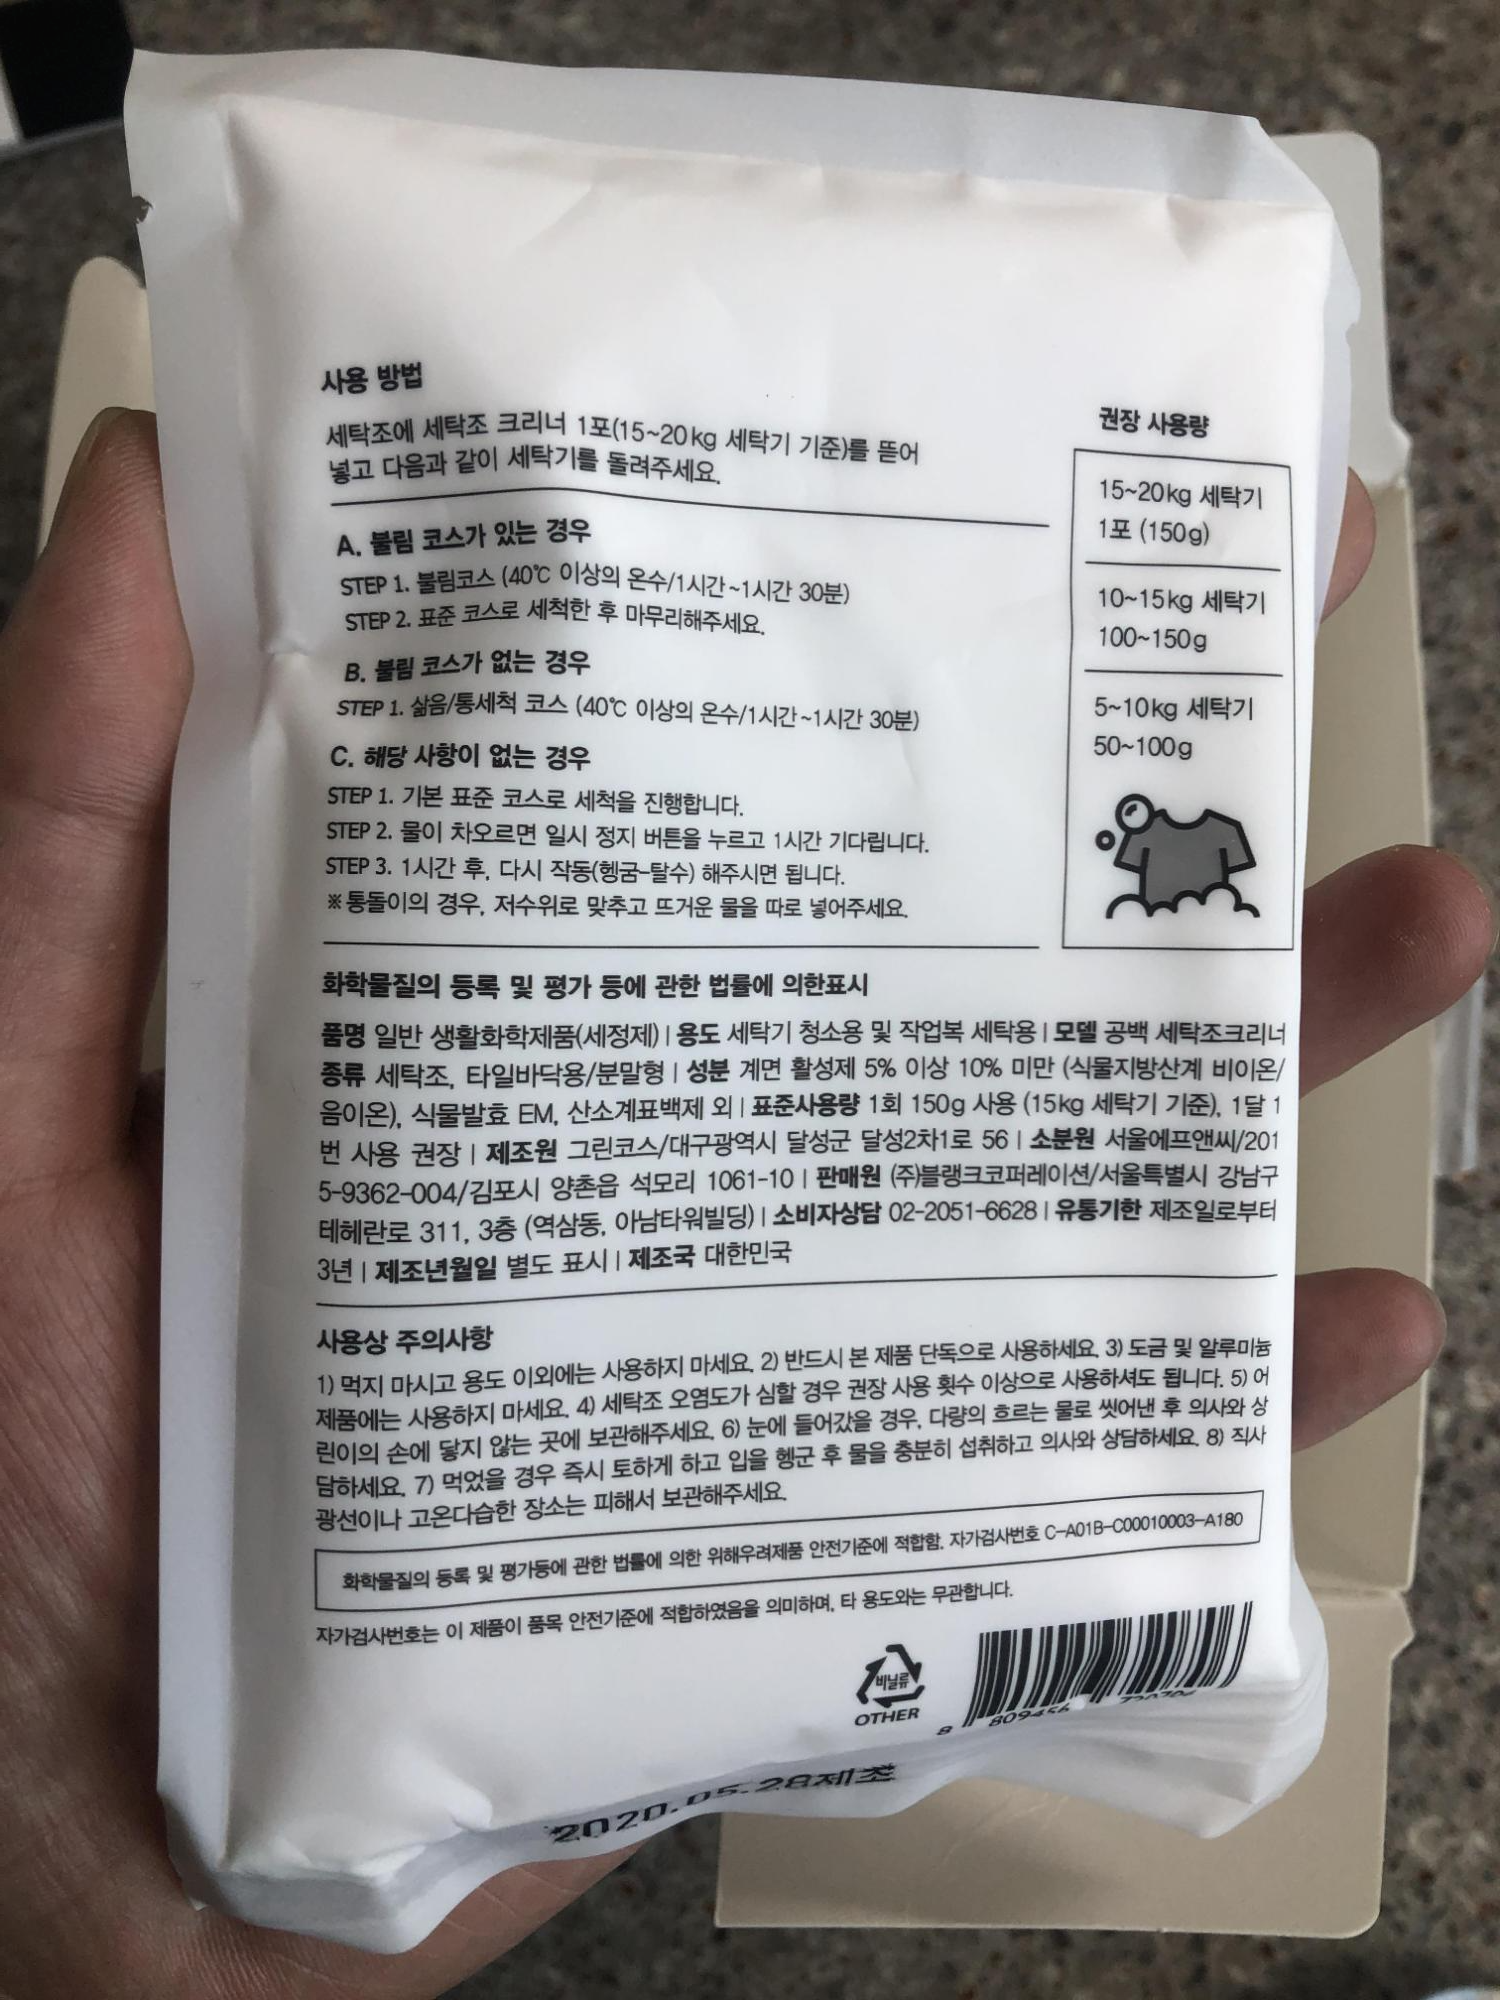 사용 방법
세탁조에 세탁조 크리너 1포(15~20kg 세탁기 기준)를 뜯어
넣고 다음과 같이 세탁기를 돌려주세요.
A. 불림 코스가 있는 경우
STEP 1. 불림코스 (40℃ 이상의 온수/1시간~1시간 30분)
STEP 2. 표준 코스로 세척한 후 마무리해주세요.
B. 불림 코스가 없는 경우
STEP 1. 삶음/통세척 코스 (40℃ 이상의 온수/1시간~1시간 30분)
C. 해당 사항이 없는 경우
STEP 1. 기본 표준 코스로 세척을 진행합니다.
STEP 2. 물이 차오르면 일시 정지 버튼을 누르고 1시간 기다립니다.
STEP 3. 1시간 후, 다시 작동(헹굼-탈수) 해주시면 됩니다.
※통돌이의 경우, 저수위로 맞추고 뜨거운 물을 따로 넣어주세요.
권장 사용량
15~20kg 세탁기
1포 (150g)
10~15kg 세탁기
100~150g
5~10kg 세탁기
50~100g
화학물질의 등록 및 평가 등에 관한 법률에 의한표시
품명 일반 생활화학제품(세정제) | 용도 세탁기 청소용 및 작업복 세탁용 | 모델 공백 세탁조크리너
종류 세탁조, 타일바닥용/분말형 | 성분 계면 활성제 5% 이상 10% 미만 (식물지방산계 비이온/
음이온), 식물발효 EM, 산소계표백제 외 | 표준사용량 1회 150g 사용 (15kg 세탁기 기준), 1달 1
번 사용 권장 | 제조원 그린코스/대구광역시 달성군 달성2차1로 56 | 소분원 서울에프앤씨/201
5-9362-004/김포시 양촌읍 석모리 1061-10 | 판매원 (주)블랭크코퍼레이션/서울특별시 강남구
테헤란로 311, 3층 (역삼동, 아남타워빌딩) | 소비자상담 02-2051-6628 | 유통기한 제조일로부터
3년 | 제조년월일 별도 표시 | 제조국 대한민국
사용상 주의사항
1) 먹지 마시고 용도 이외에는 사용하지 마세요. 2) 반드시 본 제품 단독으로 사용하세요. 3) 도금 및 알루미늄
제품에는 사용하지 마세요. 4) 세탁조 오염도가 심할 경우 권장 사용 횟수 이상으로 사용하셔도 됩니다. 5) 어
린이의 손에 닿지 않는 곳에 보관해주세요. 6) 눈에 들어갔을 경우, 다량의 흐르는 물로 씻어낸 후 의사와 상
담하세요. 7) 먹었을 경우 즉시 토하게 하고 입을 헹군 후 물을 충분히 섭취하고 의사와 상담하세요. 8) 직사
광선이나 고온다습한 장소는 피해서 보관해주세요.
화학물질의 등록 및 평가등에 관한 법률에 의한 위해우려제품 안전기준에 적합함. 자가검사번호 C-A01B-C00010003-A180
자가검사번호는 이 제품이 품목 안전기준에 적합하였음을 의미하며, 타 용도와는 무관합니다.
비닐류
OTHER
8 809456
2020.05.28제조